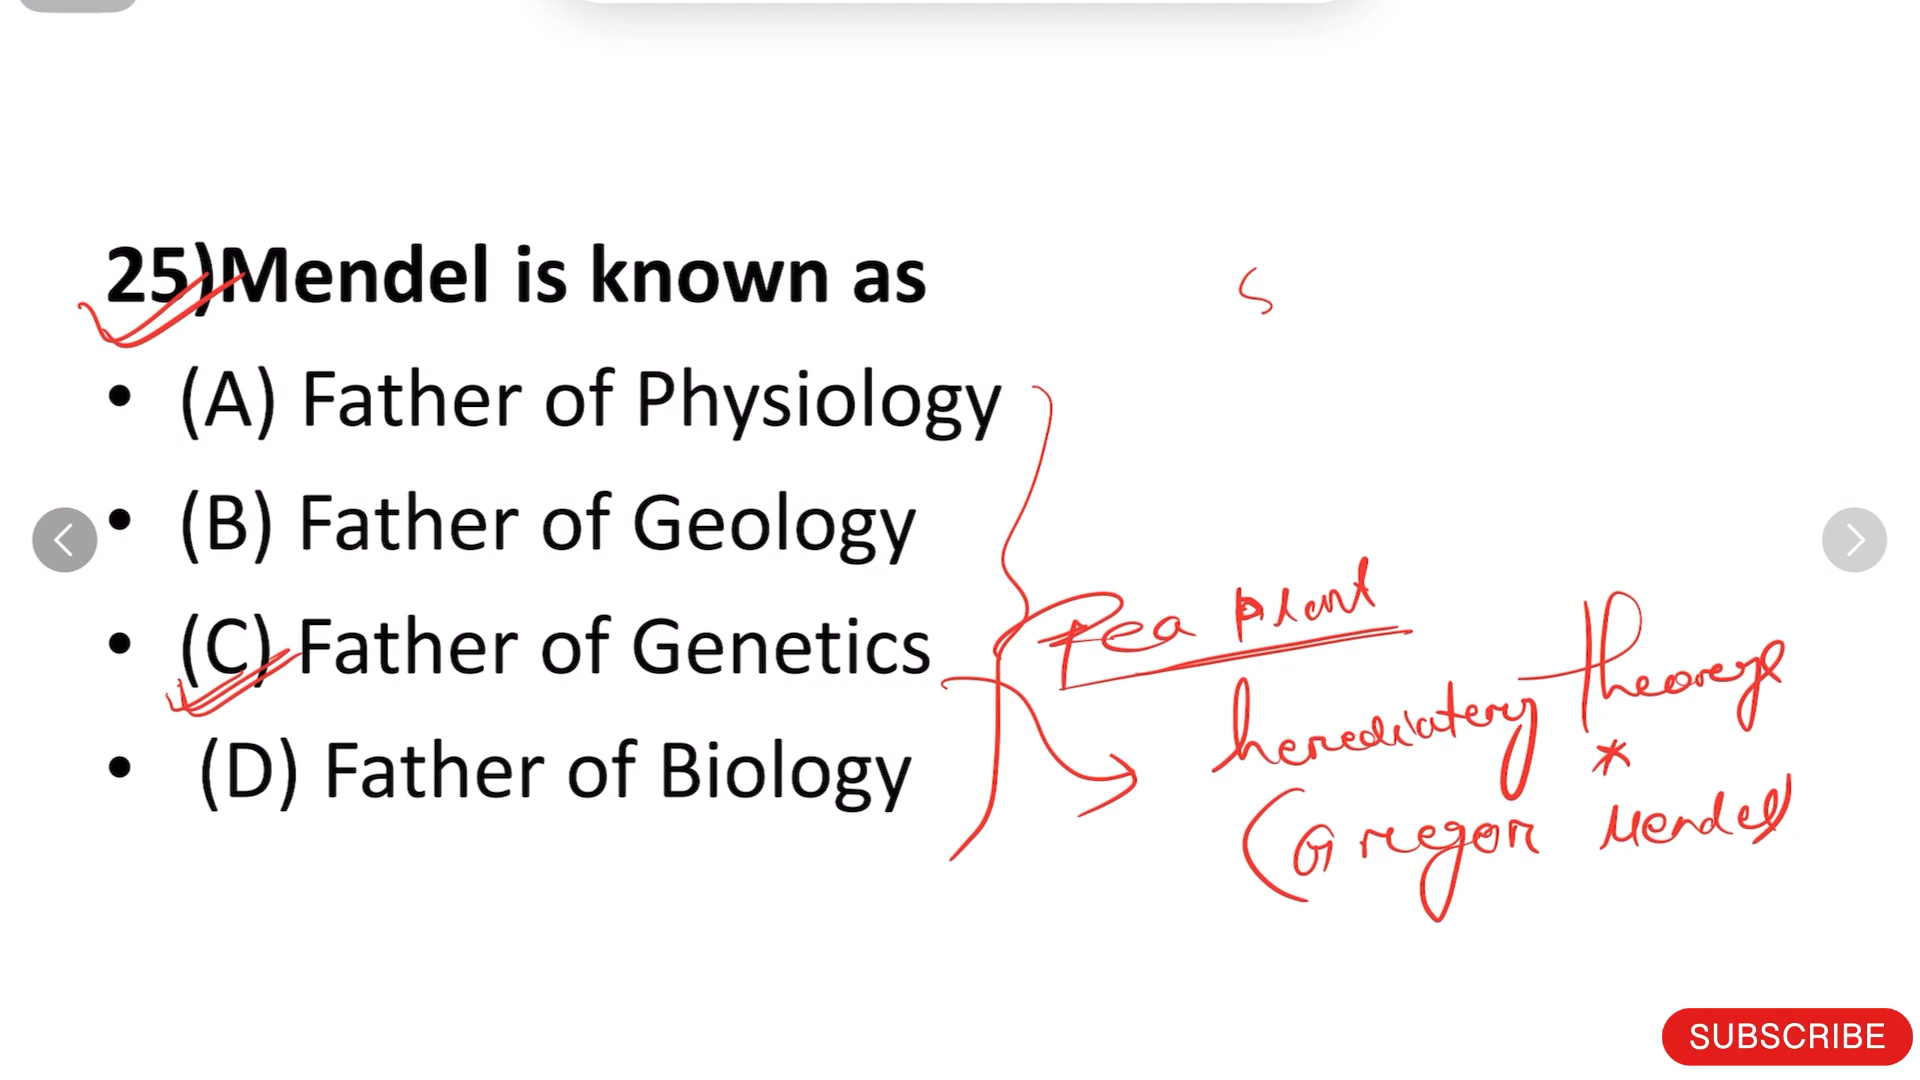 25)Mendel is known as
• (A) Father of Physiology
• (B) Father of Geology
• (C) Father of Genetics
• (D) Father of Biology
S
Pea plant
herediatery theorey
*
(Gregor Mendel
SUBSCRIBE